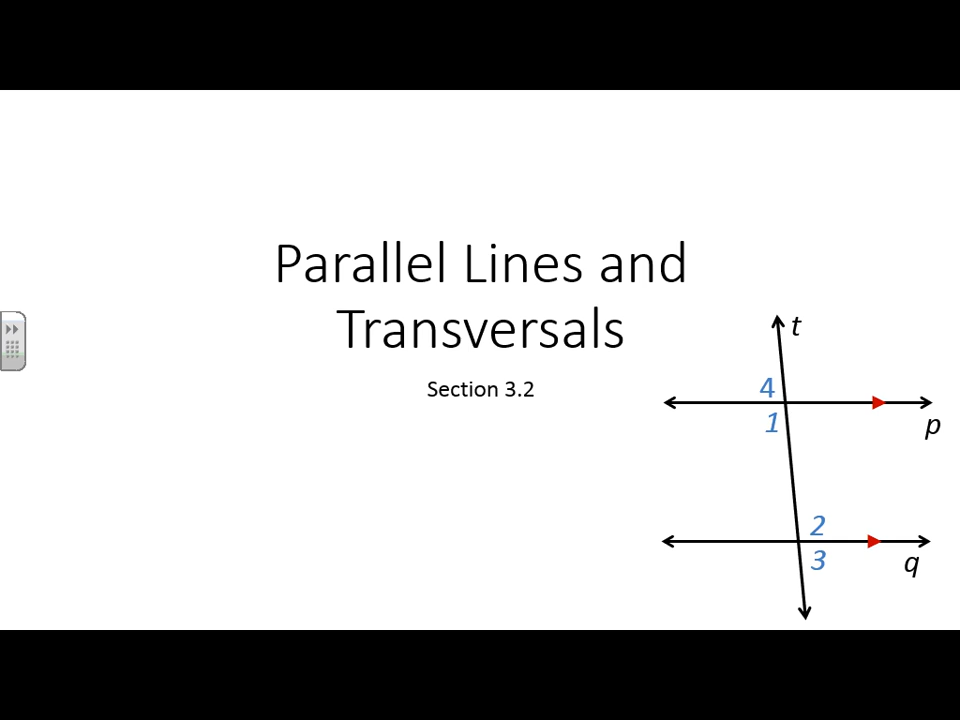 Parallel Lines and
Transversals
Section 3.2
t
4
1
p
2
3
q